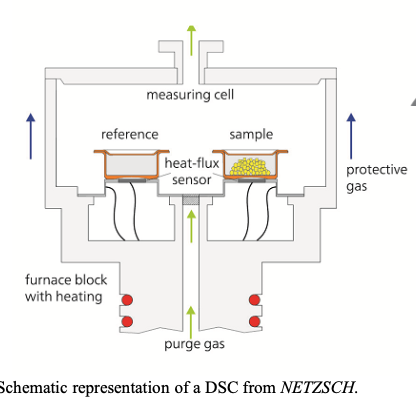 measuring cell
reference
sample
heat-flux
sensor
protective
gas
furnace block
with heating
purge gas
Schematic representation of a DSC from NETZSCH.